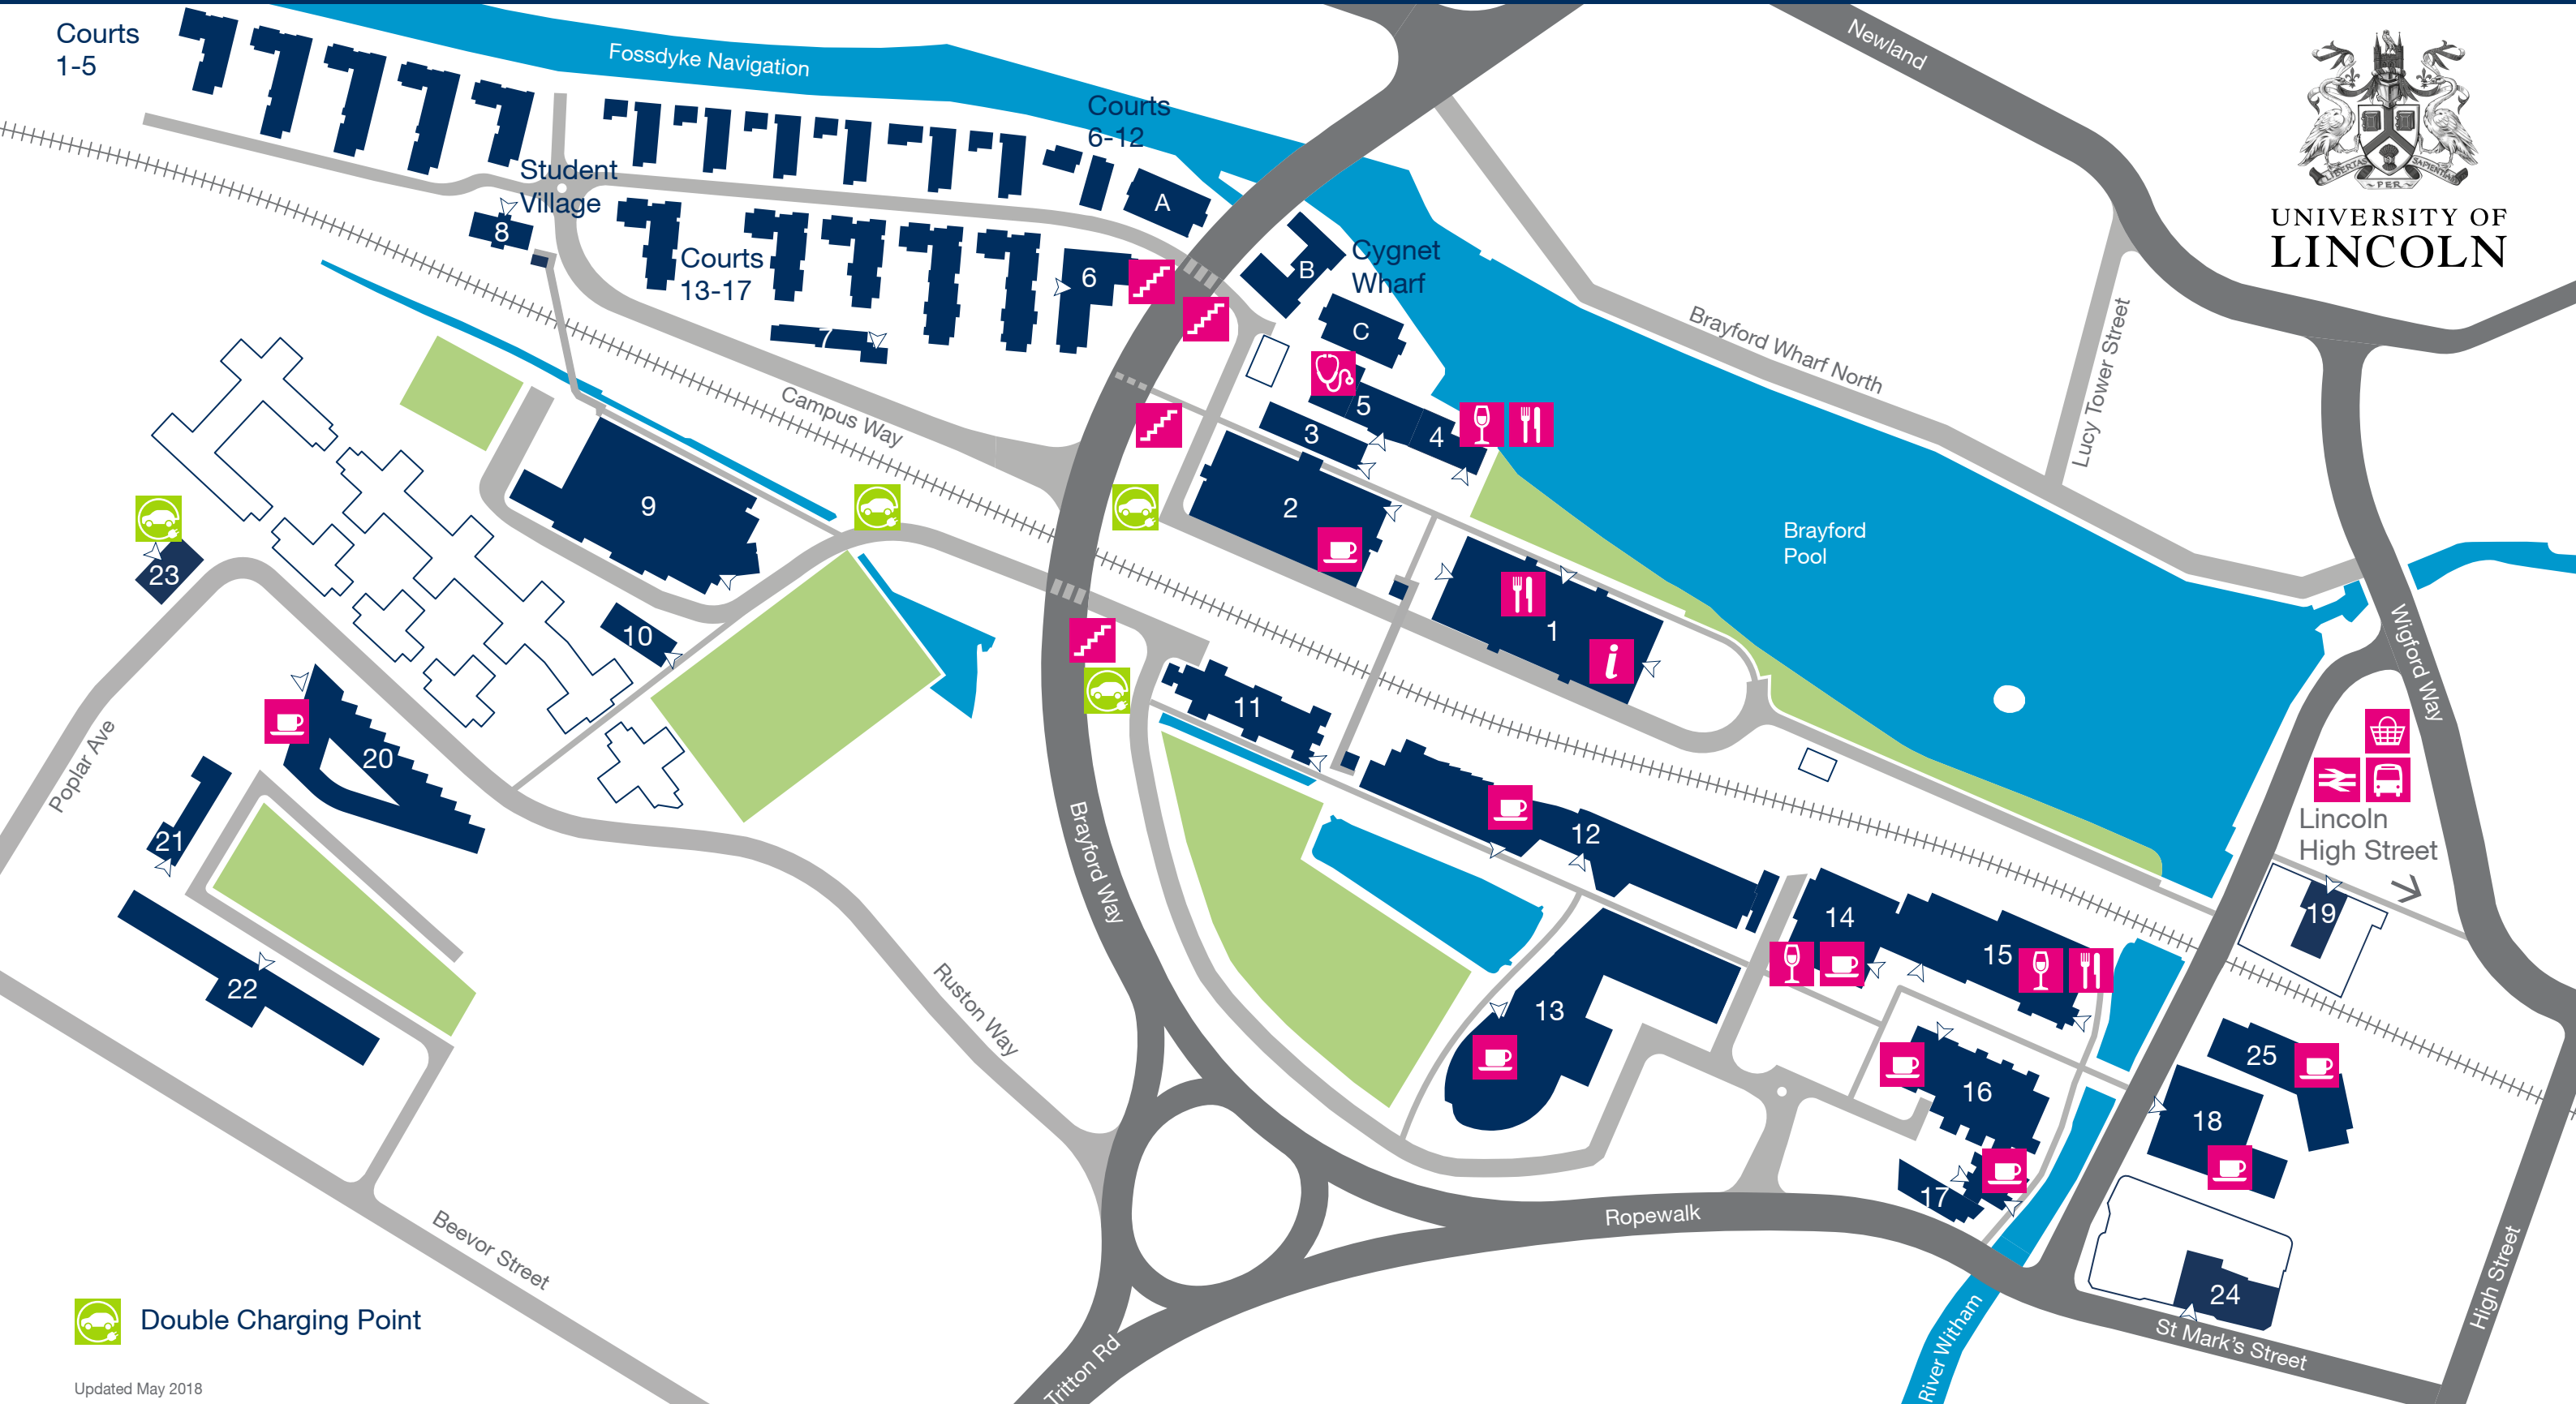 Courts
1-5
Fossdyke Navigation
Newland
Courts
6-12
LIBERTAS
PER
SAPIENTIAM
UNIVERSITY OF
LINCOLN
Student
Village
8
A
B
Cygnet
Wharf
Courts
13-17
6
7
C
Brayford Wharf North
Lucy Tower Street
Campus Way
5
3
4
9
2
Brayford
Pool
23
10
1
i
Wigford Way
11
20
Poplar Ave
21
12
Lincoln
High Street
Brayford Way
14
15
19
22
13
Ruston Way
25
16
18
17
Ropewalk
Beevor Street
24
High Street
Double Charging Point
River Witham
St Mark's Street
Tritton Rd
Updated May 2018